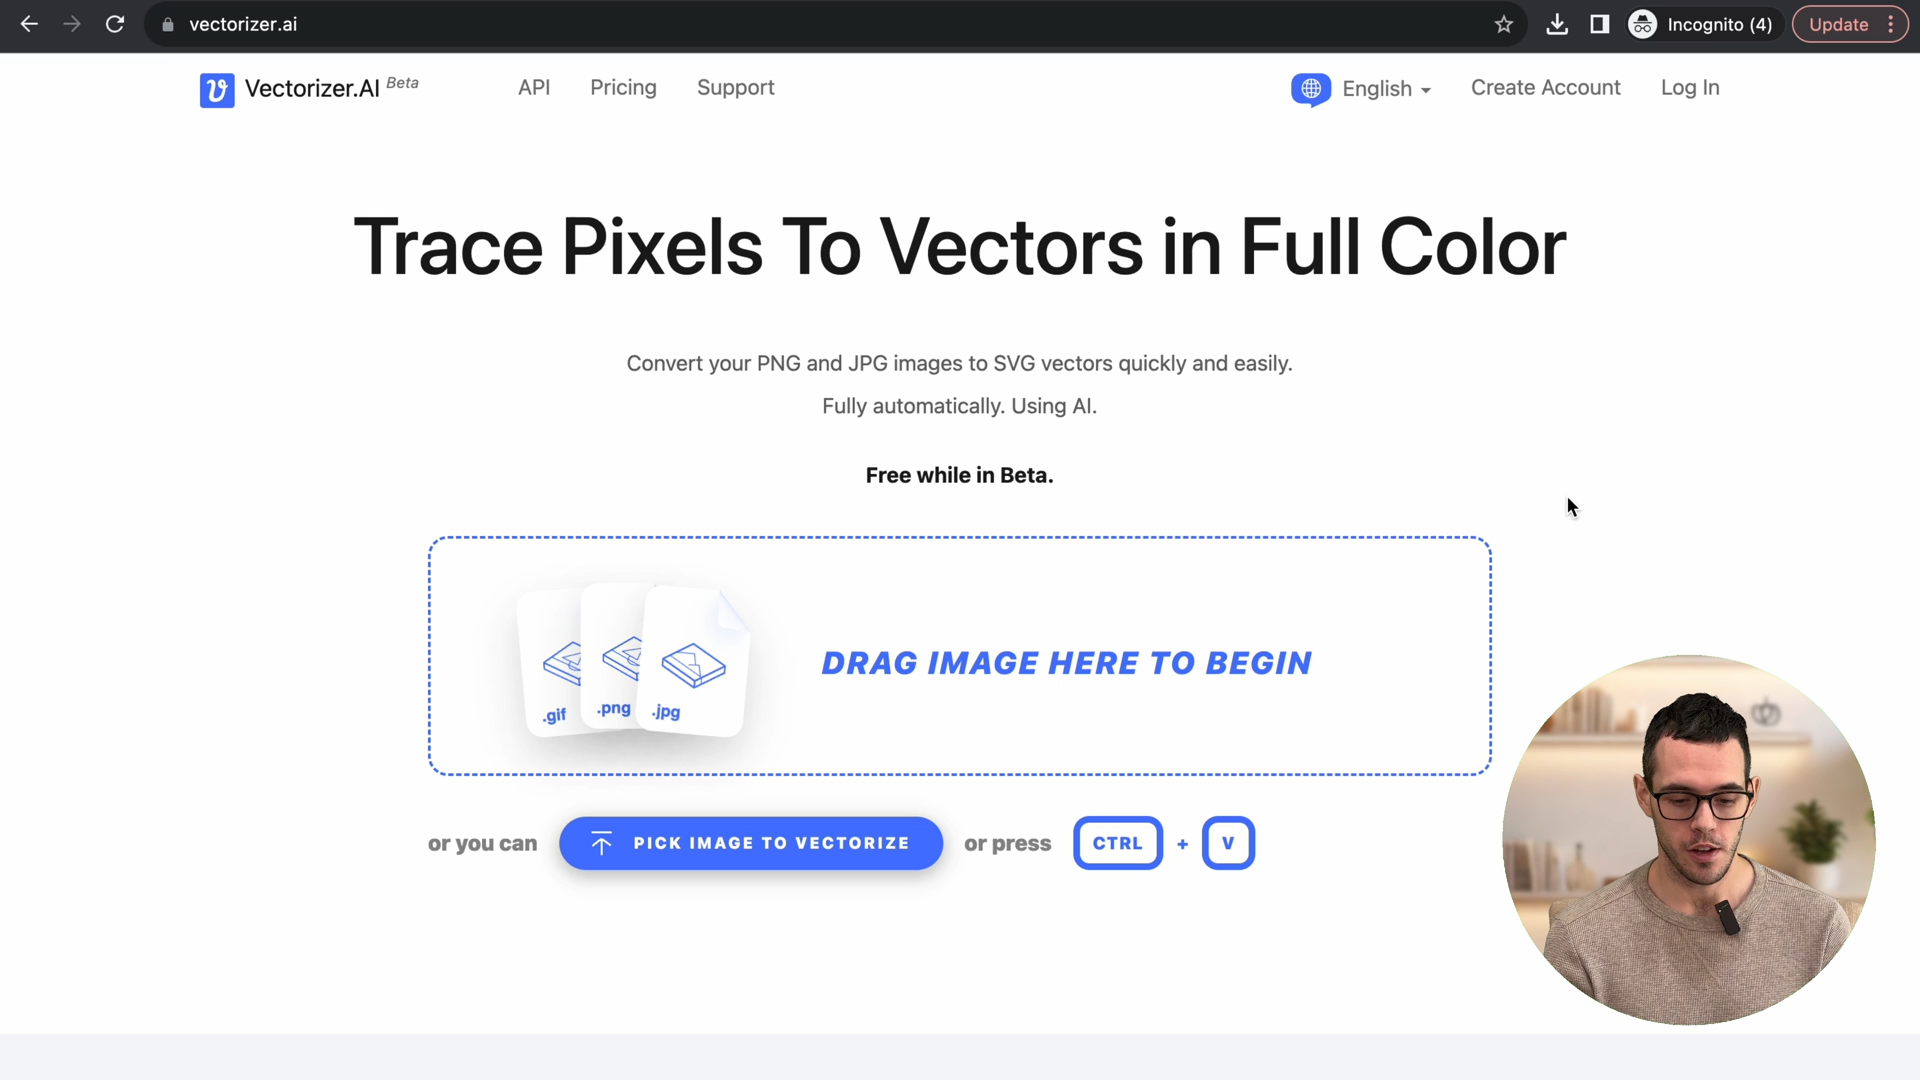 vectorizer.ai
Incognito (4)
Update
Vectorizer.AI Beta
API
Pricing
Support
English
Create Account
Log In
Trace Pixels To Vectors in Full Color
Convert your PNG and JPG images to SVG vectors quickly and easily.
Fully automatically. Using AI.
Free while in Beta.
.gif
.png
.jpg
DRAG IMAGE HERE TO BEGIN
or you can
PICK IMAGE TO VECTORIZE
or press
CTRL + V